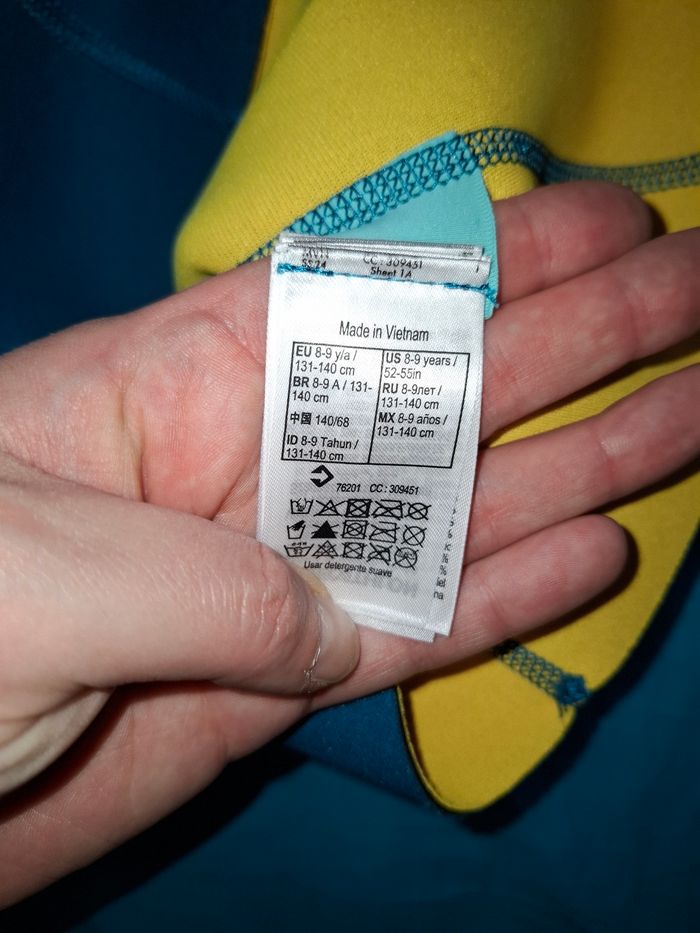 SS24
CC : 309451
Sheet 1A
Made in Vietnam
EU 8-9 y/a /
131-140 cm
BR 8-9 A / 131-
140 cm
中国 140/68
ID 8-9 Tahun /
131-140 cm
US 8-9 years /
52-55in
RU 8-9лет /
131-140 cm
MX 8-9 años /
131-140 cm
76201 CC : 309451
Usar detergente suave